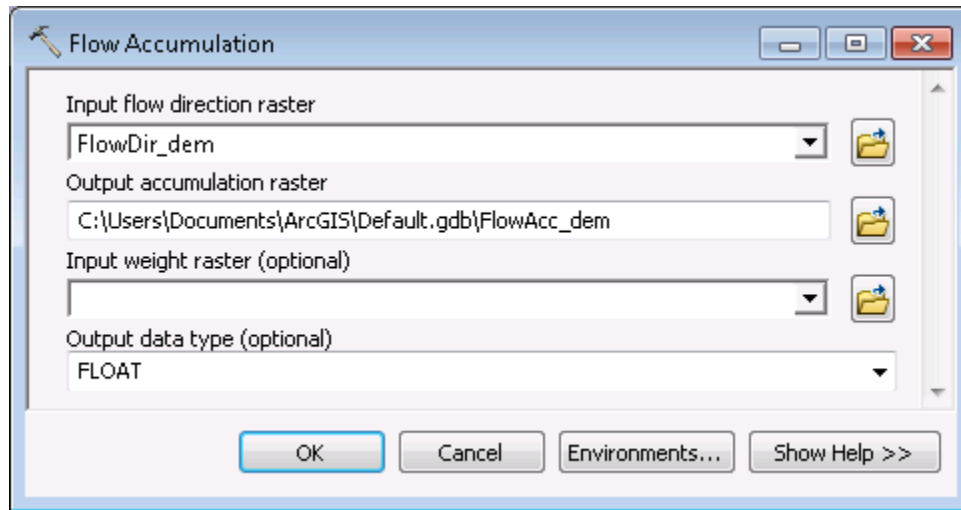 Flow Accumulation
Input flow direction raster
FlowDir_dem
Output accumulation raster
C:\Users\Documents\ArcGIS\Default.gdb\FlowAcc_dem
Input weight raster (optional)
Output data type (optional)
FLOAT
OK Cancel Environments... Show Help >>